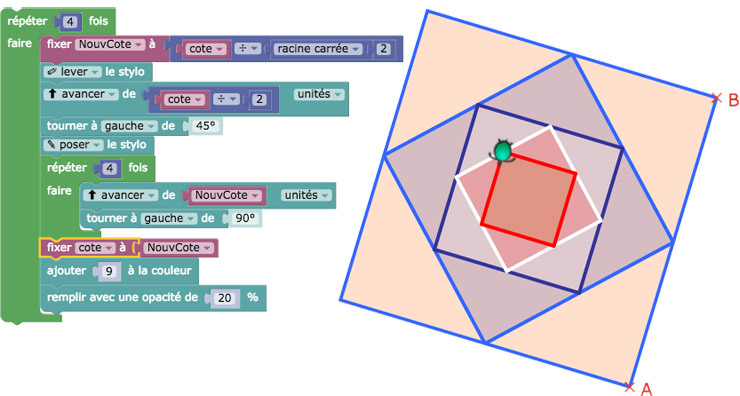 répéter 4 fois
faire fixer NouvCote à cote ÷ racine carrée 2
lever le stylo
avancer de cote ÷ 2 unités
tourner à gauche de 45°
poser le stylo
répéter 4 fois
faire avancer de NouvCote unités
tourner à gauche de 90°
fixer cote à NouvCote
ajouter 9 à la couleur
remplir avec une opacité de 20 %
B
A